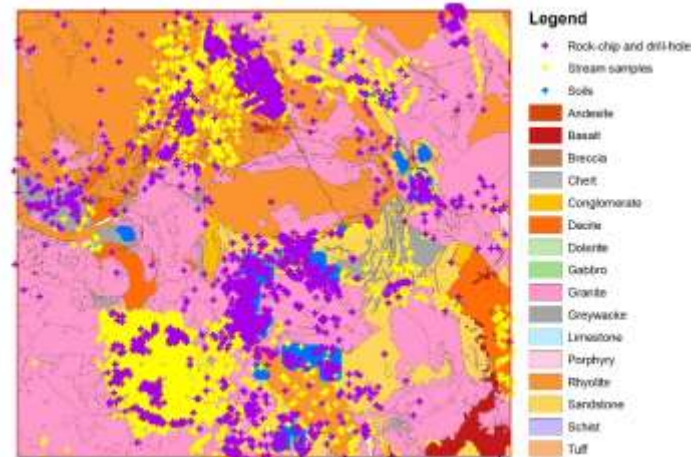 Legend
Rock-chip and drill-hole
Stream samples
Soils
Andesite
Basalt
Breccia
Chert
Conglomerate
Dacite
Dolerite
Gabbro
Granite
Greywacke
Limestone
Porphyry
Rhyolite
Sandstone
Schist
Tuff